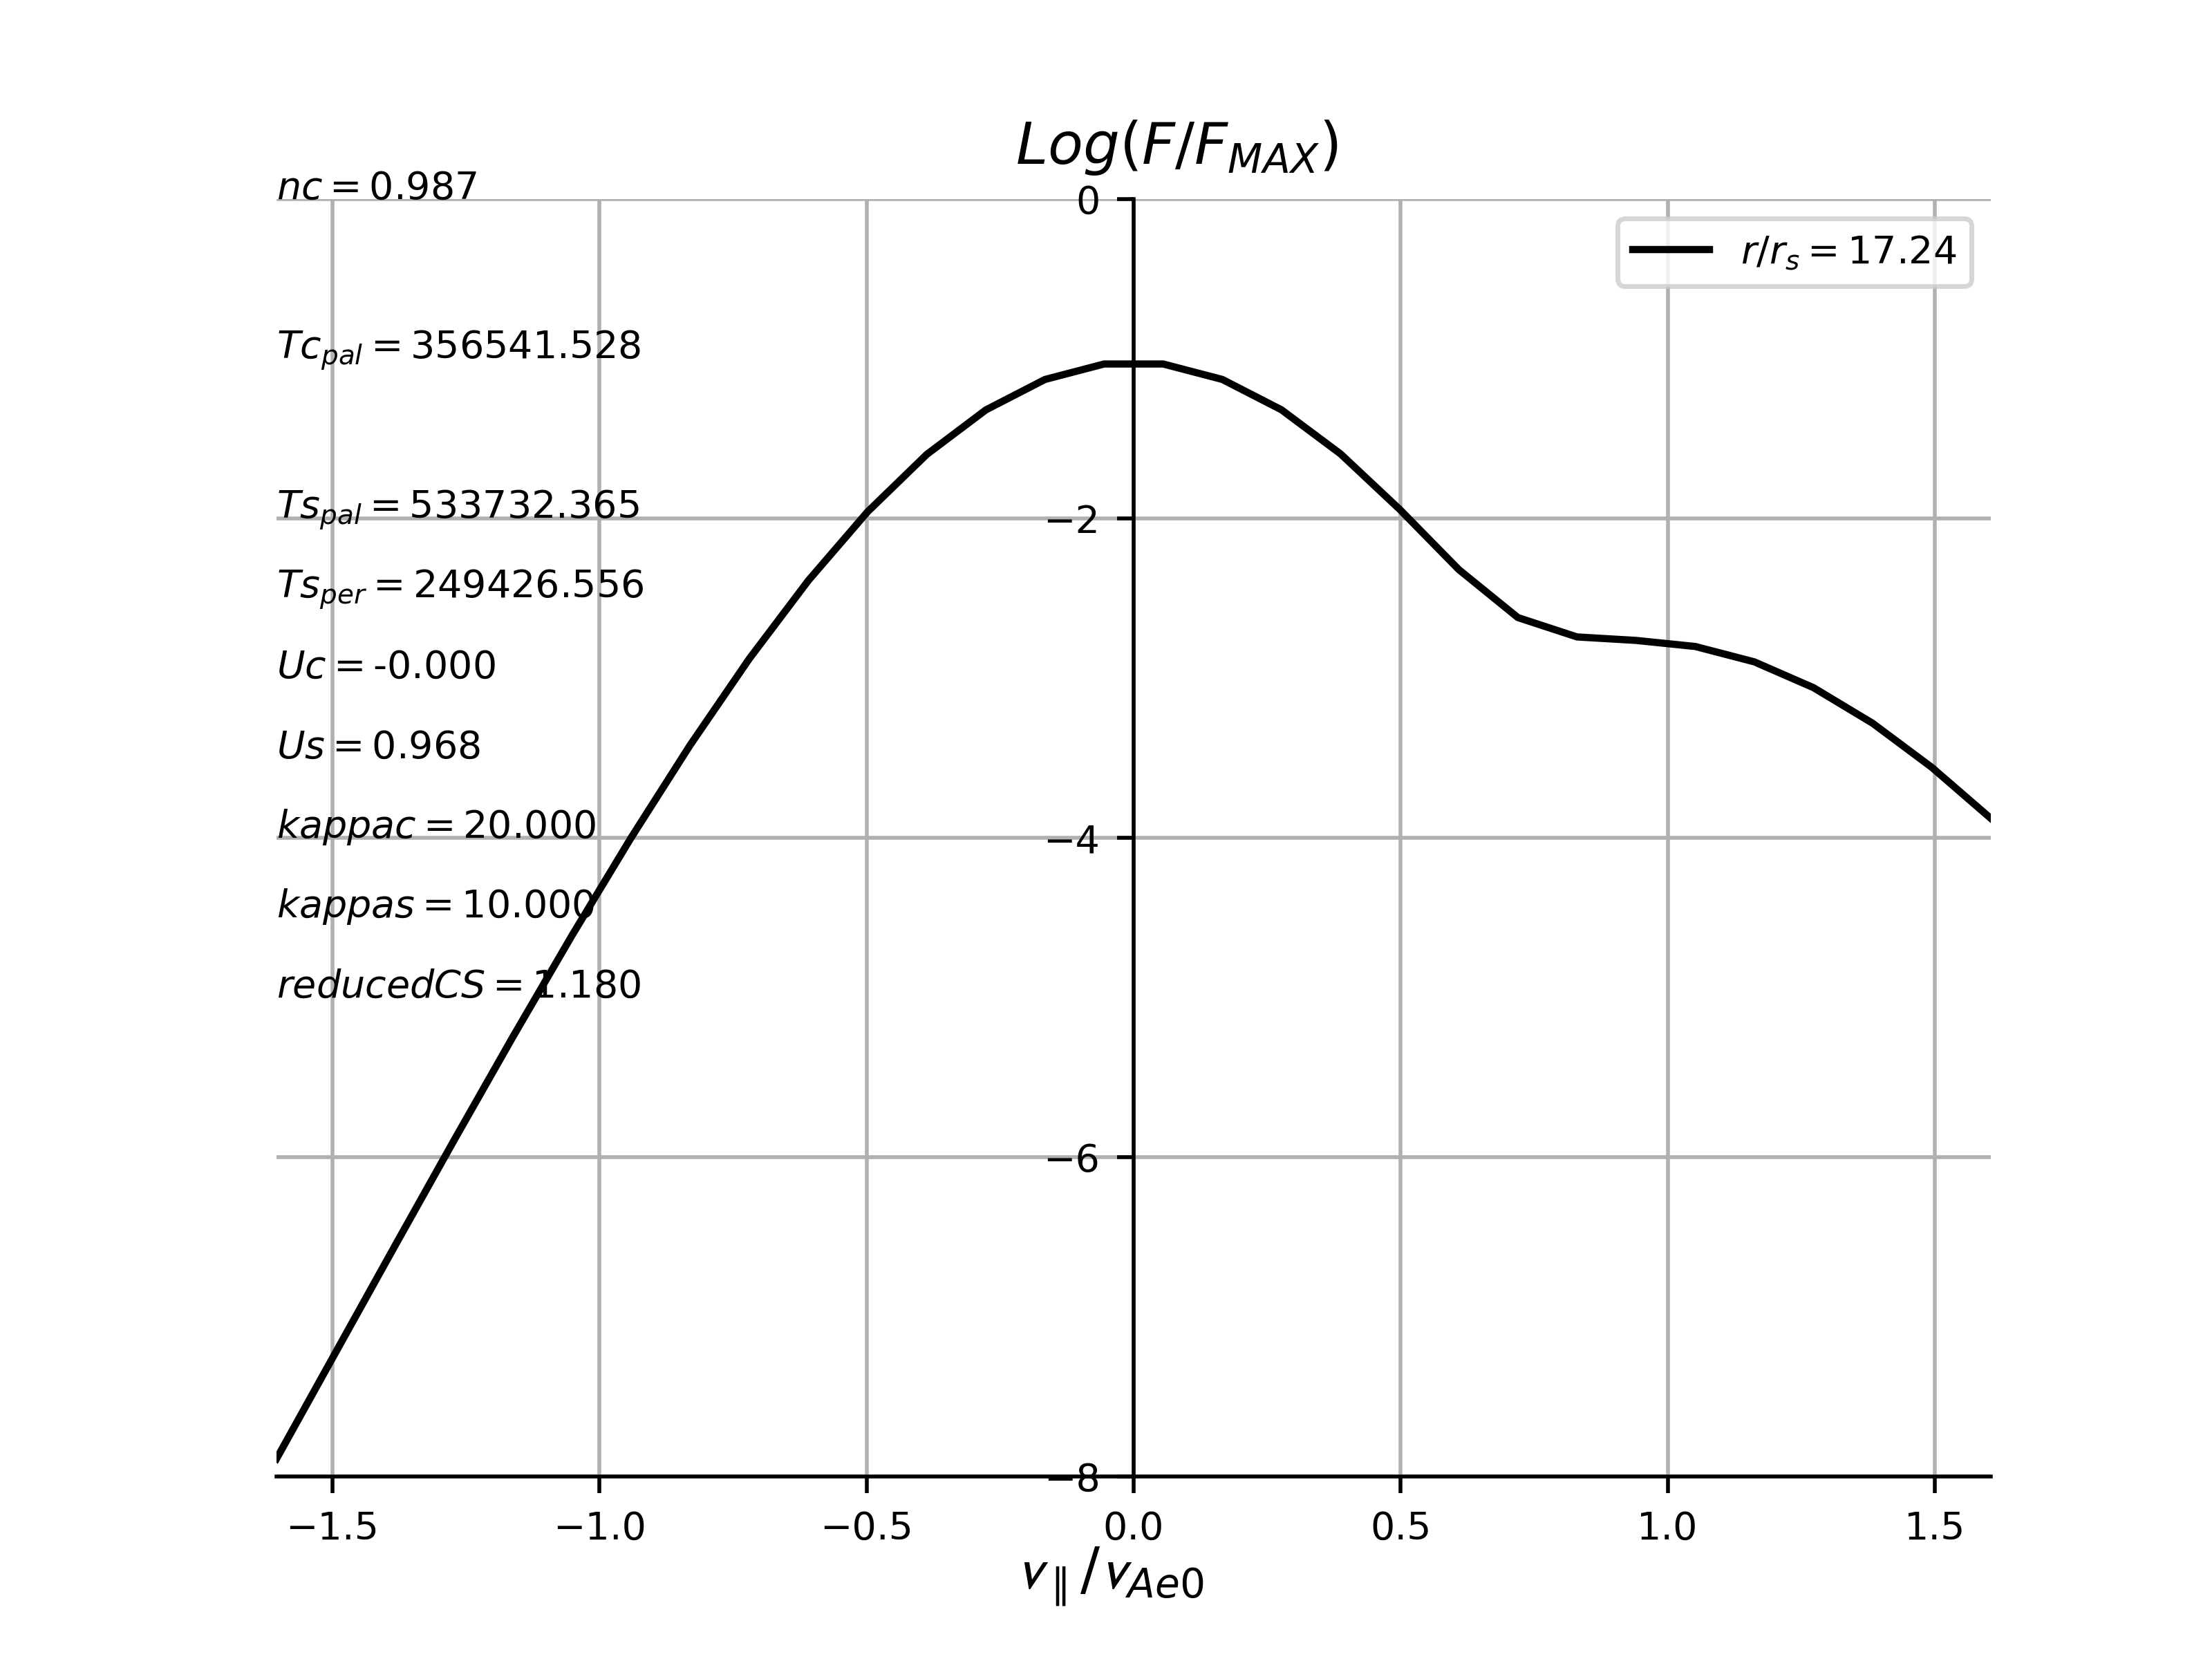 Log(F/F_MAX)
nc = 0.987
0
r/r_s = 17.24
Tc_pal = 356541.528
Ts_pal = 533732.365
−2
Ts_per = 249426.556
Uc = -0.000
Us = 0.968
kappac = 20.000
−4
kappas = 10.000
reducedCS = 1.180
−6
−8
−1.5 −1.0 −0.5 0.0 0.5 1.0 1.5
v_∥/v_Ae0